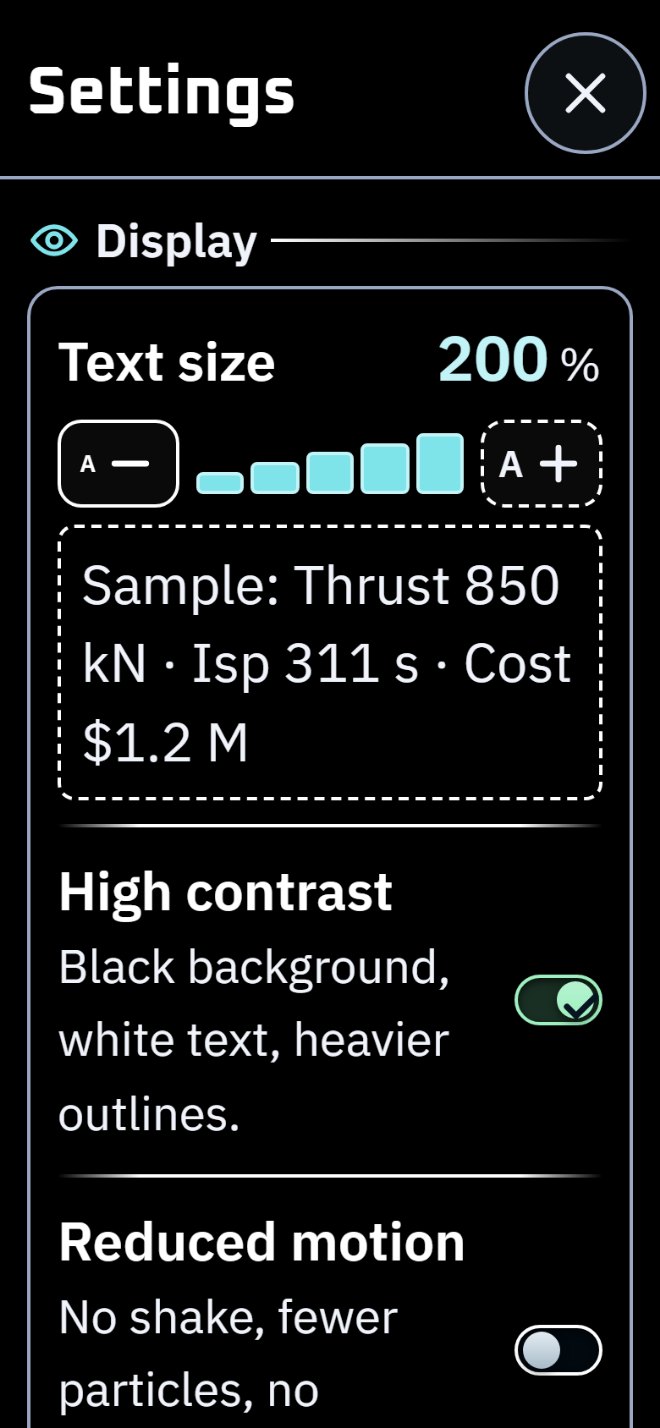 Settings
Display
Text size 200 %
A − A +
Sample: Thrust 850
kN · Isp 311 s · Cost
$1.2 M
High contrast
Black background,
white text, heavier
outlines.
Reduced motion
No shake, fewer
particles, no